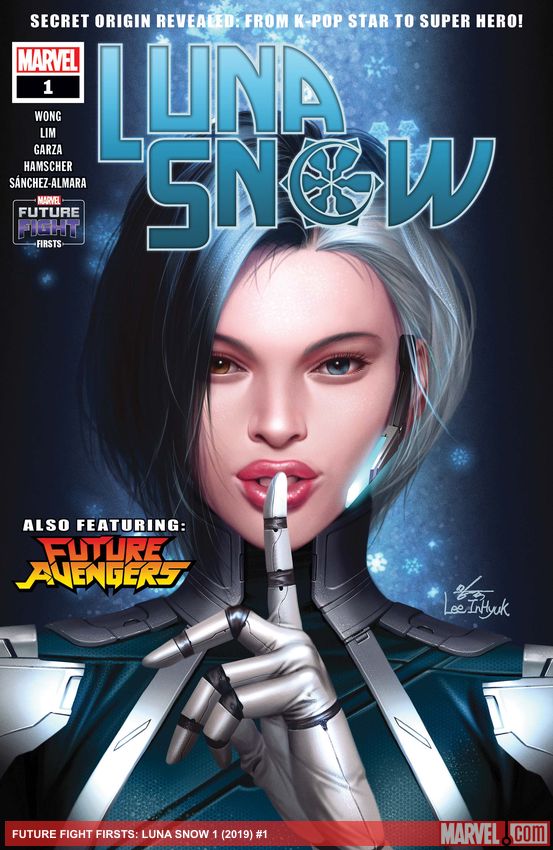 SECRET ORIGIN REVEALED: FROM K-POP STAR TO SUPER HERO!
MARVEL
1
LUNA
SNOW
WONG
LIM
GARZA
HAMSCHER
SÁNCHEZ-ALMARA
MARVEL
FUTURE
FIGHT
FIRSTS
ALSO FEATURING:
FUTURE
AVENGERS
Lee InHyuk
FUTURE FIGHT FIRSTS: LUNA SNOW 1 (2019) #1
MARVEL.com